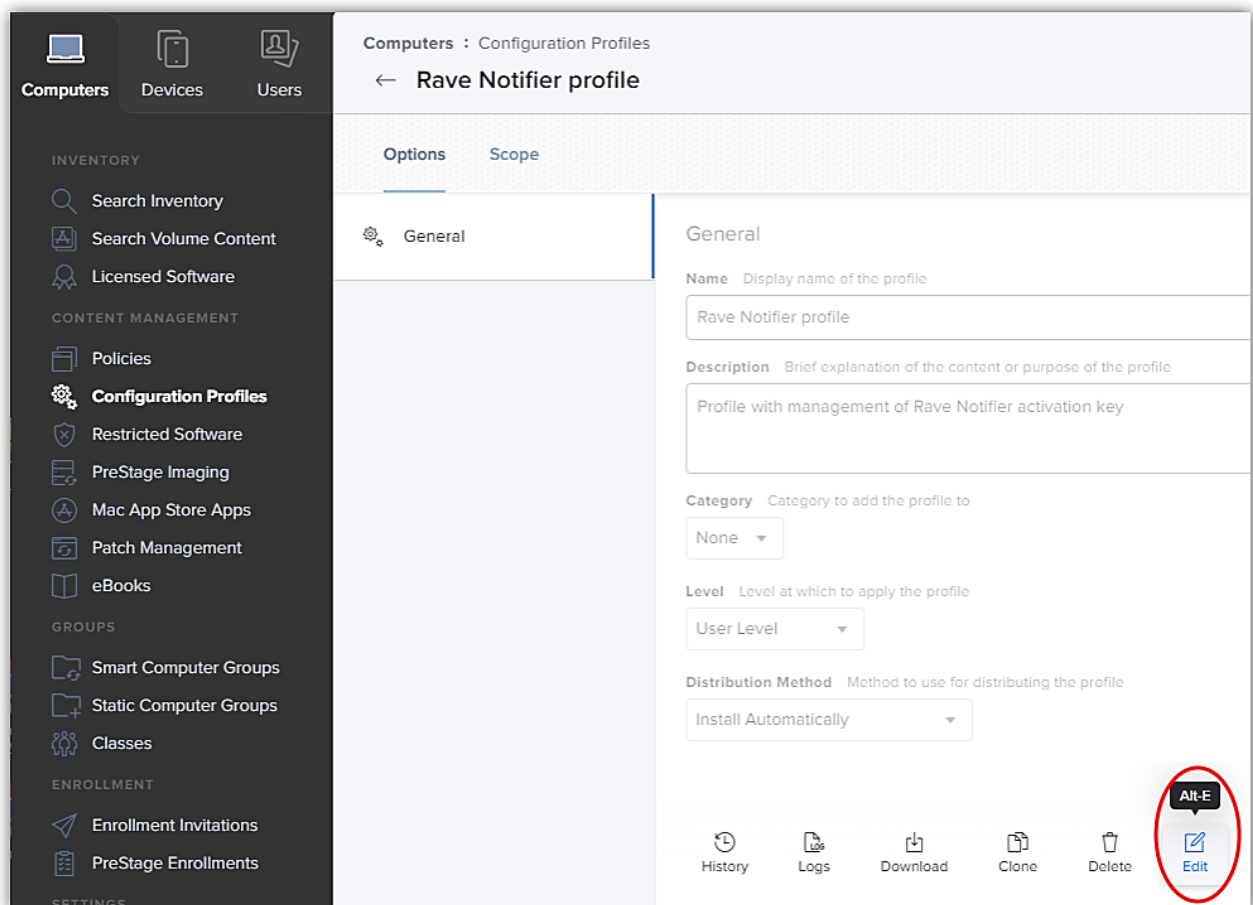 Computers
Devices
Users
INVENTORY
Search Inventory
Search Volume Content
Licensed Software
CONTENT MANAGEMENT
Policies
Configuration Profiles
Restricted Software
PreStage Imaging
Mac App Store Apps
Patch Management
eBooks
GROUPS
Smart Computer Groups
Static Computer Groups
Classes
ENROLLMENT
Enrollment Invitations
PreStage Enrollments
SETTINGS
Computers : Configuration Profiles
← Rave Notifier profile
Options Scope
General
General
Name Display name of the profile
Rave Notifier profile
Description Brief explanation of the content or purpose of the profile
Profile with management of Rave Notifier activation key
Category Category to add the profile to
None
Level Level at which to apply the profile
User Level
Distribution Method Method to use for distributing the profile
Install Automatically
Alt-E
LOG
History Logs Download Clone Delete Edit